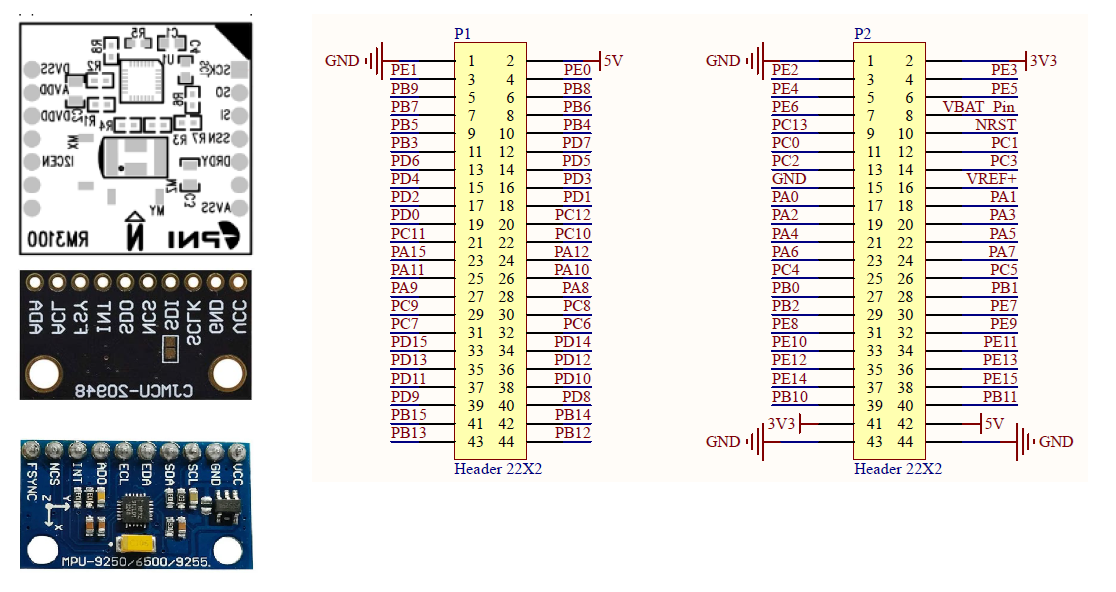 R8
R5
C1
C4
U1
SCK
SO
SI
SSN
DRDY
AVSS
DVSS
AVDD
DVDD
I2CEN
R2
R1
R4
R6
R3
R7
MX
MY
MZ
RM3100
N
PNI
ADA
ACL
FSY
INT
SDO
NCS
SDI
SCLK
GND
VCC
CJMCU-20948
FSYNC
NCS
INT
ADO
ECL
EDA
SDA
SCL
GND
VCC
Z
Y
X
MPU-9250/6500/9255
P1
GND 1 2 5V
PE1 3 4 PE0
PB9 5 6 PB8
PB7 7 8 PB6
PB5 9 10 PB4
PB3 11 12 PD7
PD6 13 14 PD5
PD4 15 16 PD3
PD2 17 18 PD1
PD0 19 20 PC12
PC11 21 22 PC10
PA15 23 24 PA12
PA11 25 26 PA10
PA9 27 28 PA8
PC9 29 30 PC8
PC7 31 32 PC6
PD15 33 34 PD14
PD13 35 36 PD12
PD11 37 38 PD10
PD9 39 40 PD8
PB15 41 42 PB14
PB13 43 44 PB12
Header 22X2
P2
GND 1 2 3V3
PE2 3 4 PE3
PE4 5 6 PE5
PE6 7 8 VBAT_Pin
PC13 9 10 NRST
PC0 11 12 PC1
PC2 13 14 PC3
GND 15 16 VREF+
PA0 17 18 PA1
PA2 19 20 PA3
PA4 21 22 PA5
PA6 23 24 PA7
PC4 25 26 PC5
PB0 27 28 PB1
PB2 29 30 PE7
PE8 31 32 PE9
PE10 33 34 PE11
PE12 35 36 PE13
PE14 37 38 PE15
PB10 39 40 PB11
3V3 41 42 5V
GND 43 44 GND
Header 22X2